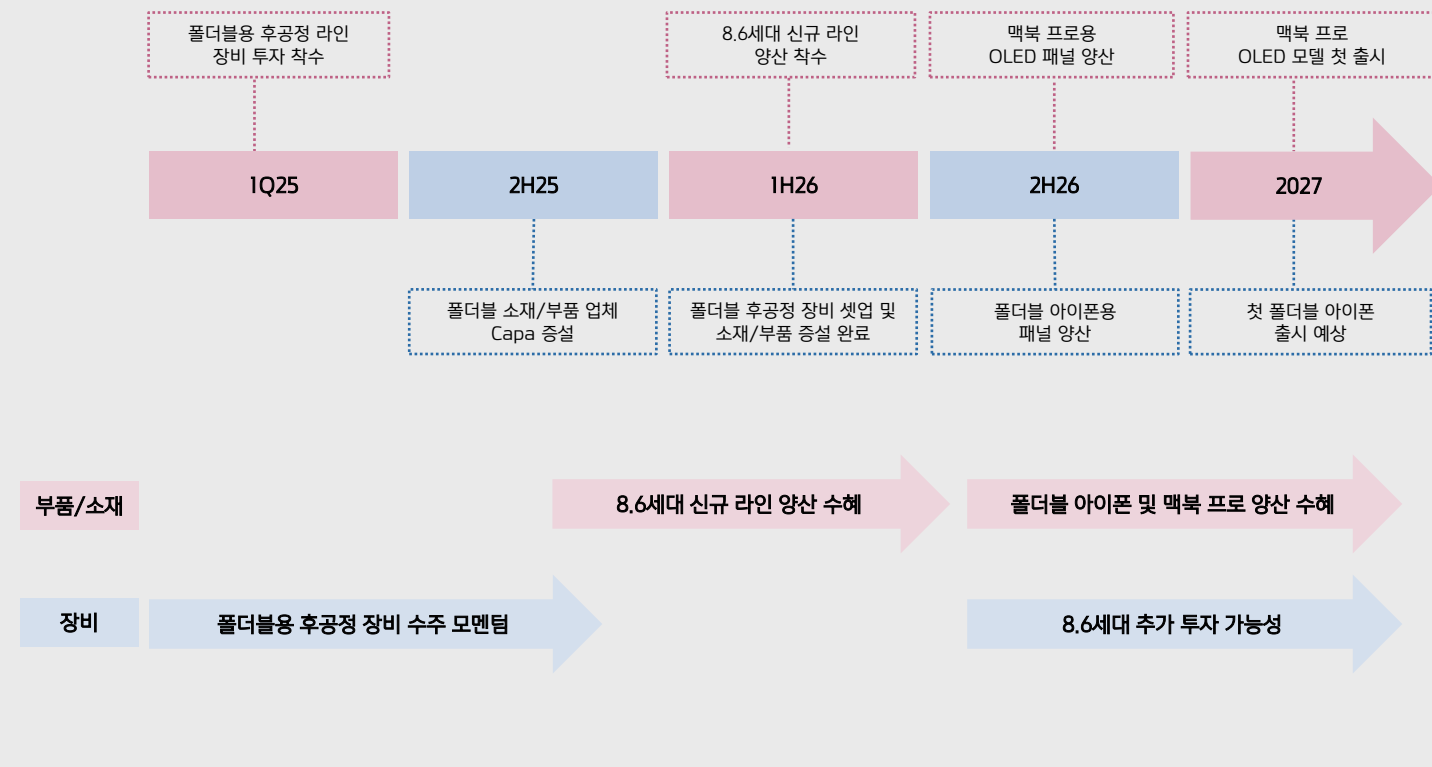 폴더블용 후공정 라인
장비 투자 착수
8.6세대 신규 라인
양산 착수
맥북 프로용
OLED 패널 양산
맥북 프로
OLED 모델 첫 출시
1Q25
2H25
1H26
2H26
2027
폴더블 소재/부품 업체
Capa 증설
폴더블 후공정 장비 셋업 및
소재/부품 증설 완료
폴더블 아이폰용
패널 양산
첫 폴더블 아이폰
출시 예상
부품/소재
8.6세대 신규 라인 양산 수혜
폴더블 아이폰 및 맥북 프로 양산 수혜
장비
폴더블용 후공정 장비 수주 모멘텀
8.6세대 추가 투자 가능성